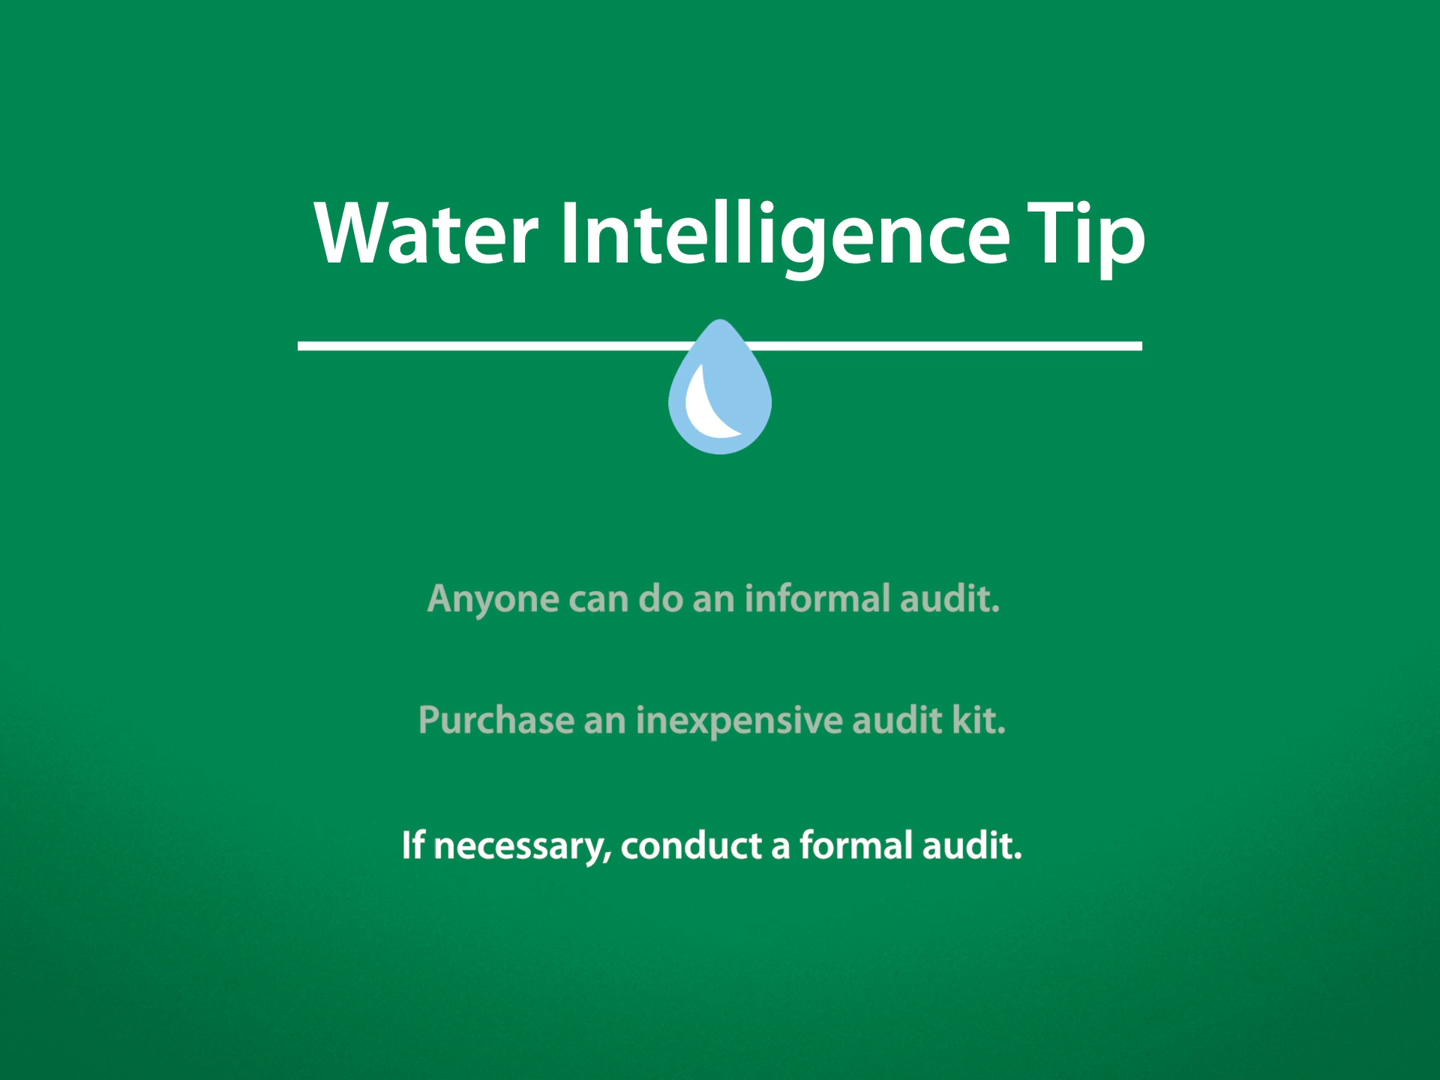 Water Intelligence Tip
Anyone can do an informal audit.
Purchase an inexpensive audit kit.
If necessary, conduct a formal audit.